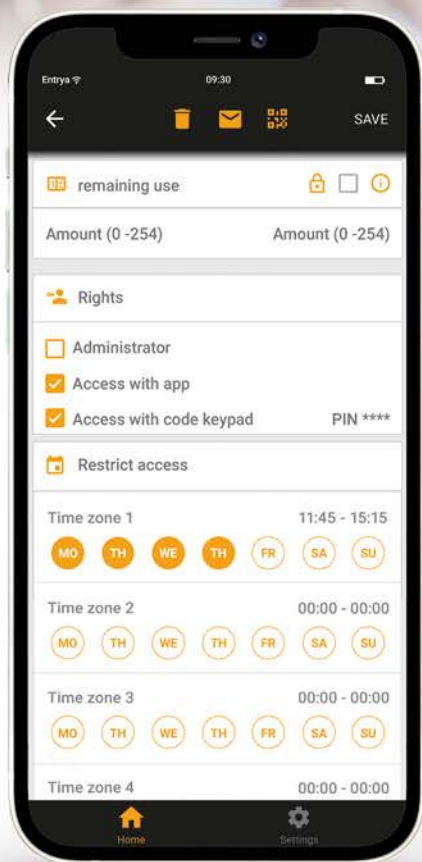 Entrya 09:30
SAVE
remaining use
Amount (0 -254) Amount (0 -254)
Rights
Administrator
Access with app
Access with code keypad PIN ****
Restrict access
Time zone 1 11:45 - 15:15
MO TH WE TH FR SA SU
Time zone 2 00:00 - 00:00
MO TH WE TH FR SA SU
Time zone 3 00:00 - 00:00
MO TH WE TH FR SA SU
Time zone 4 00:00 - 00:00
Home Settings